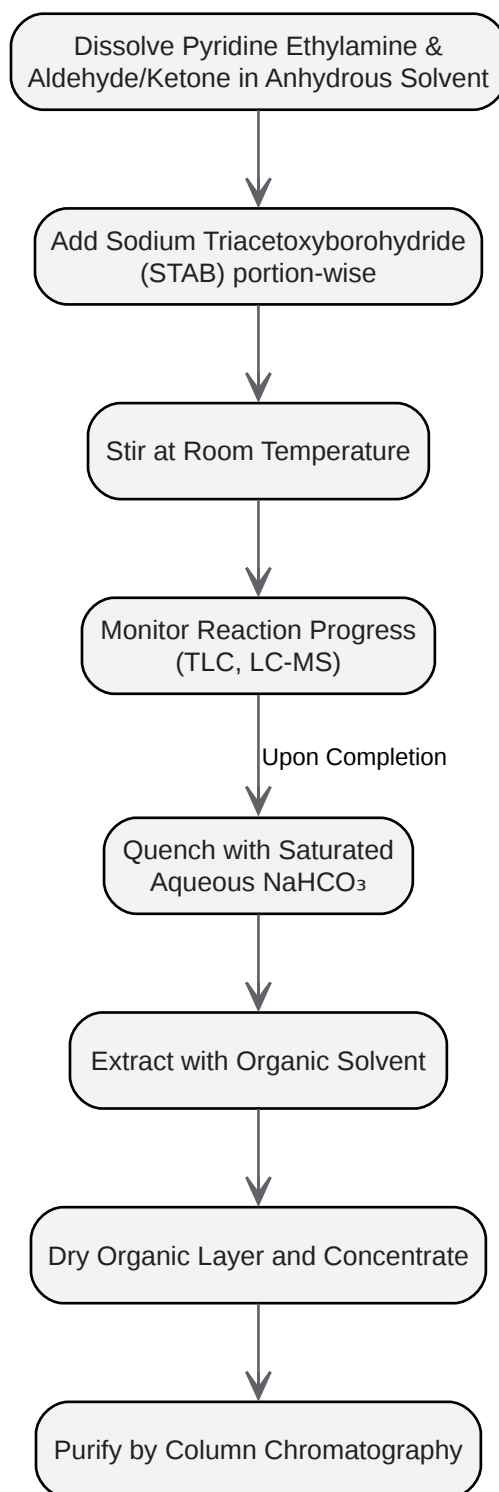 Dissolve Pyridine Ethylamine &
Aldehyde/Ketone in Anhydrous Solvent
Add Sodium Triacetoxyborohydride
(STAB) portion-wise
Stir at Room Temperature
Monitor Reaction Progress
(TLC, LC-MS)
Upon Completion
Quench with Saturated
Aqueous NaHCO₃
Extract with Organic Solvent
Dry Organic Layer and Concentrate
Purify by Column Chromatography